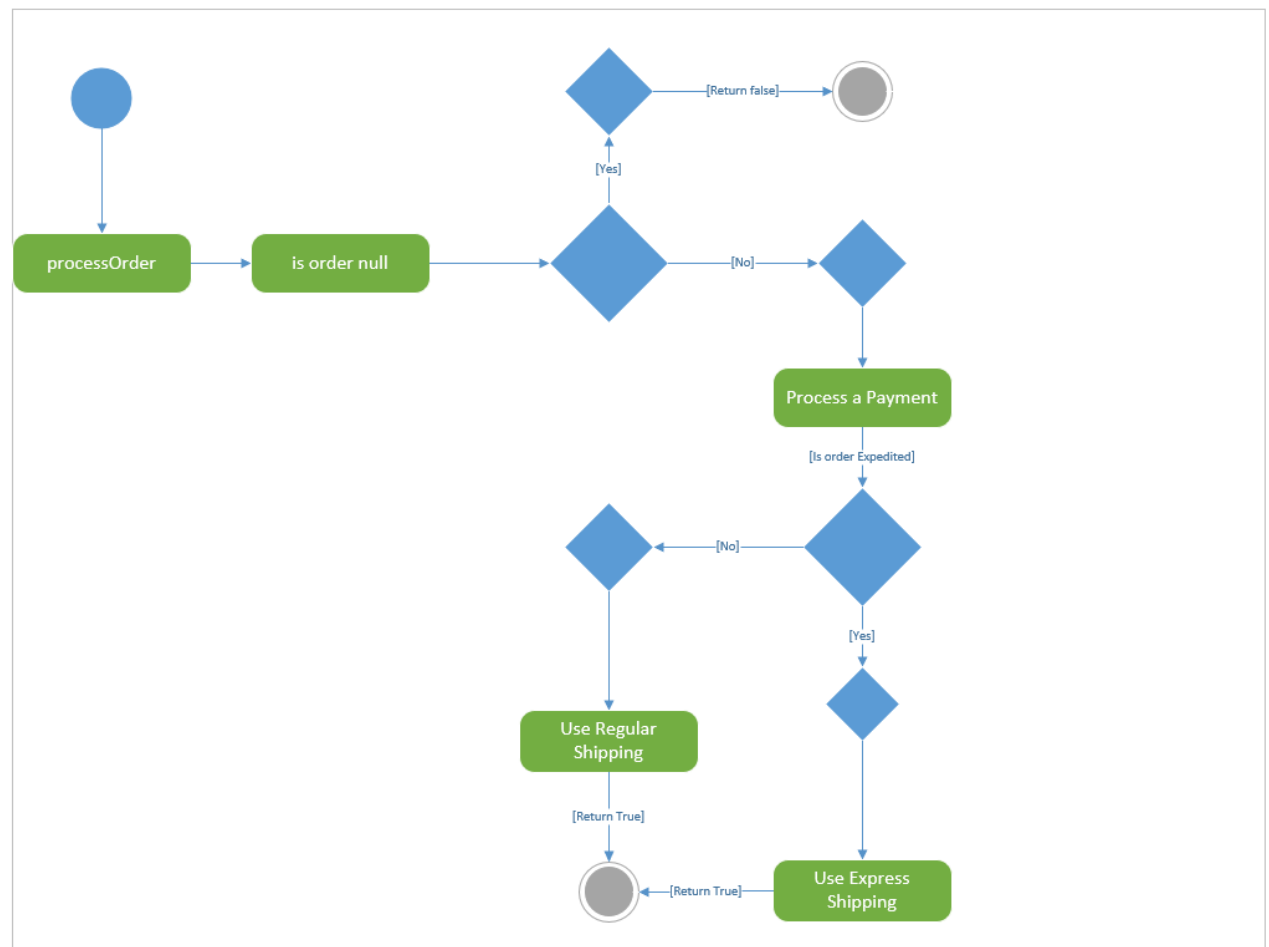 [Return false]
[Yes]
processOrder
is order null
[No]
Process a Payment
[Is order Expedited]
[No]
[Yes]
Use Regular
Shipping
[Return True]
Use Express
Shipping
[Return True]